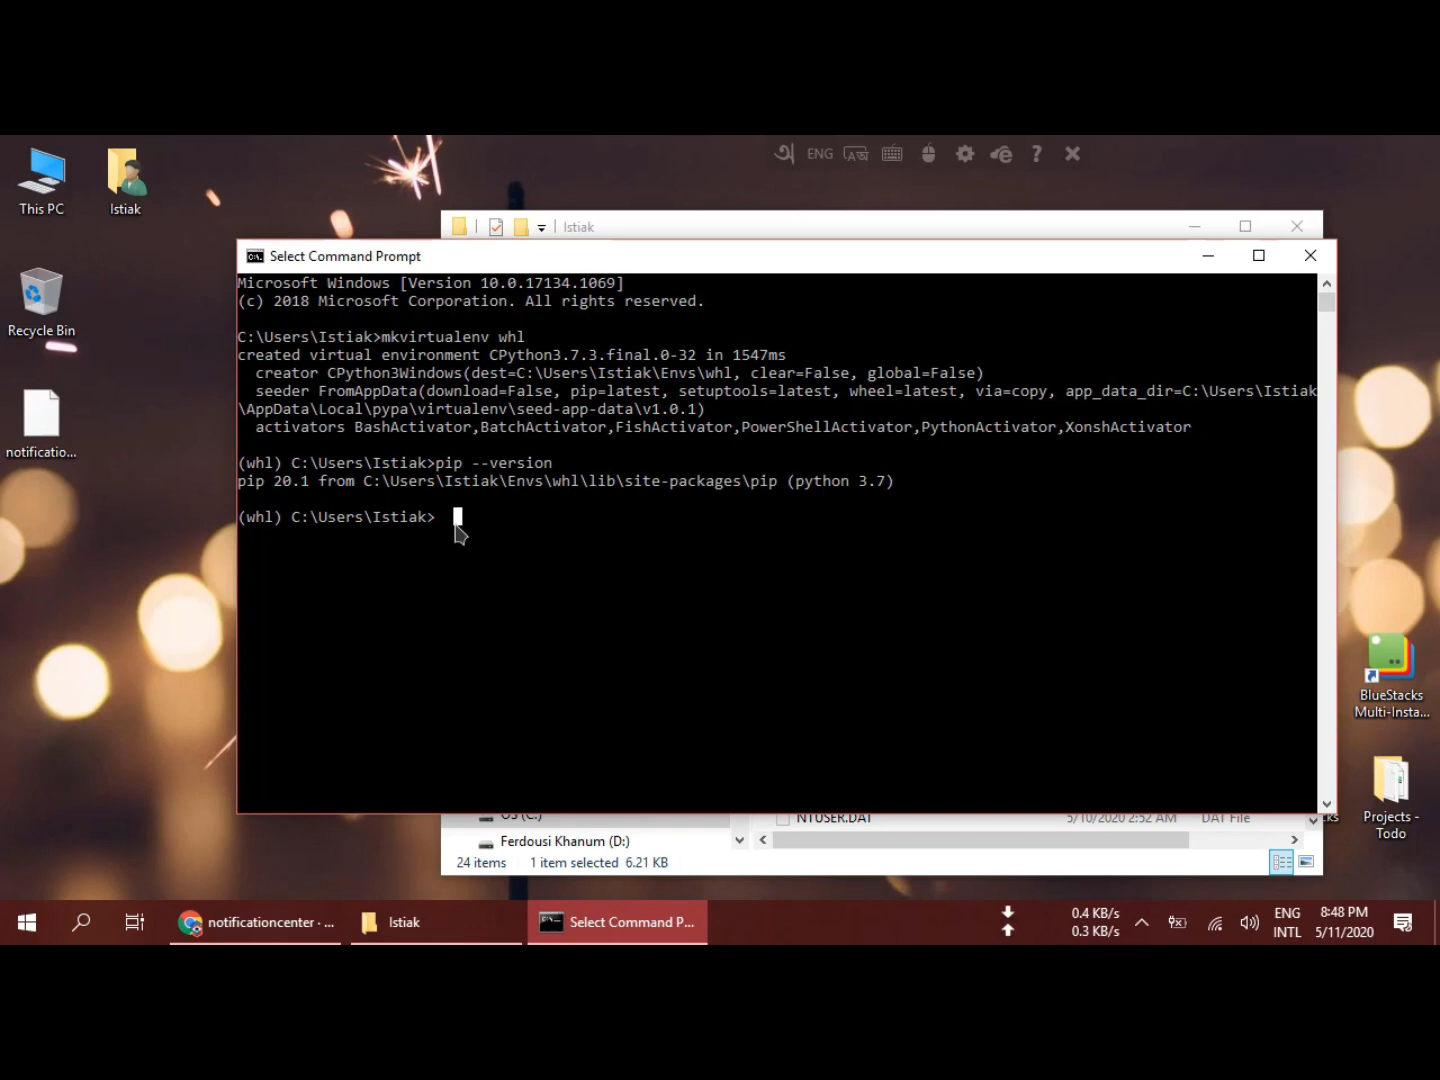 This PC
Istiak
Recycle Bin
notificatio...
অ ENG
Istiak
Select Command Prompt
Microsoft Windows [Version 10.0.17134.1069]
(c) 2018 Microsoft Corporation. All rights reserved.
C:\Users\Istiak>mkvirtualenv whl
created virtual environment CPython3.7.3.final.0-32 in 1547ms
creator CPython3Windows(dest=C:\Users\Istiak\Envs\whl, clear=False, global=False)
seeder FromAppData(download=False, pip=latest, setuptools=latest, wheel=latest, via=copy, app_data_dir=C:\Users\Istiak
\AppData\Local\pypa\virtualenv\seed-app-data\v1.0.1)
activators BashActivator,BatchActivator,FishActivator,PowerShellActivator,PythonActivator,XonshActivator
(whl) C:\Users\Istiak>pip --version
pip 20.1 from C:\Users\Istiak\Envs\whl\lib\site-packages\pip (python 3.7)
(whl) C:\Users\Istiak>
OS (C:)
NTUSER.DAT 5/10/2020 2:52 AM DAT File
Ferdousi Khanum (D:)
24 items 1 item selected 6.21 KB
BlueStacks
Multi-Insta...
Projects -
Todo
notificationcenter · ...
Istiak
Select Command P...
0.4 KB/s
0.3 KB/s
ENG
INTL
8:48 PM
5/11/2020